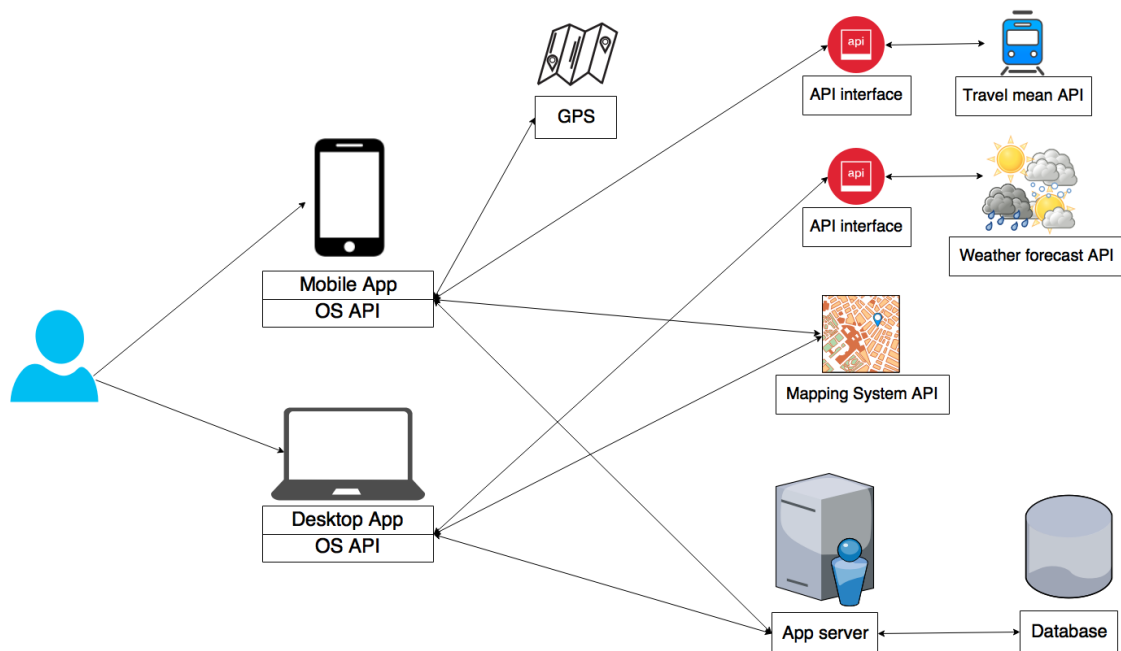 api
API interface
Travel mean API
GPS
api
API interface
Weather forecast API
Mobile App
OS API
Mapping System API
Desktop App
OS API
App server
Database